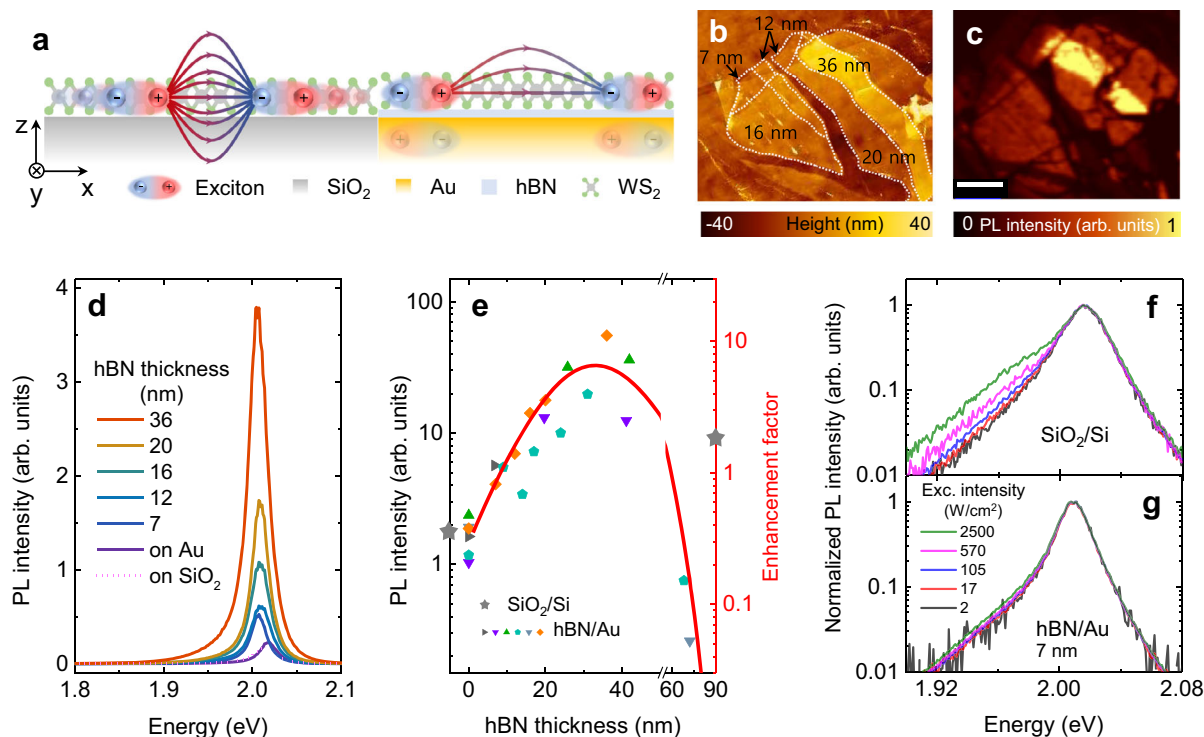 a
z
y
x
- + - + - + - +
+ - + -
- + Exciton SiO₂ Au hBN WS₂
b
12 nm
7 nm
36 nm
16 nm
20 nm
-40 Height (nm) 40
c
0 PL intensity (arb. units) 1
d
PL intensity (arb. units)
4
3
2
1
0
hBN thickness
(nm)
36
20
16
12
7
on Au
on SiO₂
1.8 1.9 2.0 2.1
Energy (eV)
e
PL intensity (arb. units)
100
10
1
10
1
0.1
Enhancement factor
SiO₂/Si
hBN/Au
0 20 40 60 90
hBN thickness (nm)
f
Normalized PL intensity (arb. units)
1
0.1
0.01
SiO₂/Si
g
Exc. intensity
(W/cm²)
2500
570
105
17
2
1
0.1
0.01
hBN/Au
7 nm
1.92 2.00 2.08
Energy (eV)